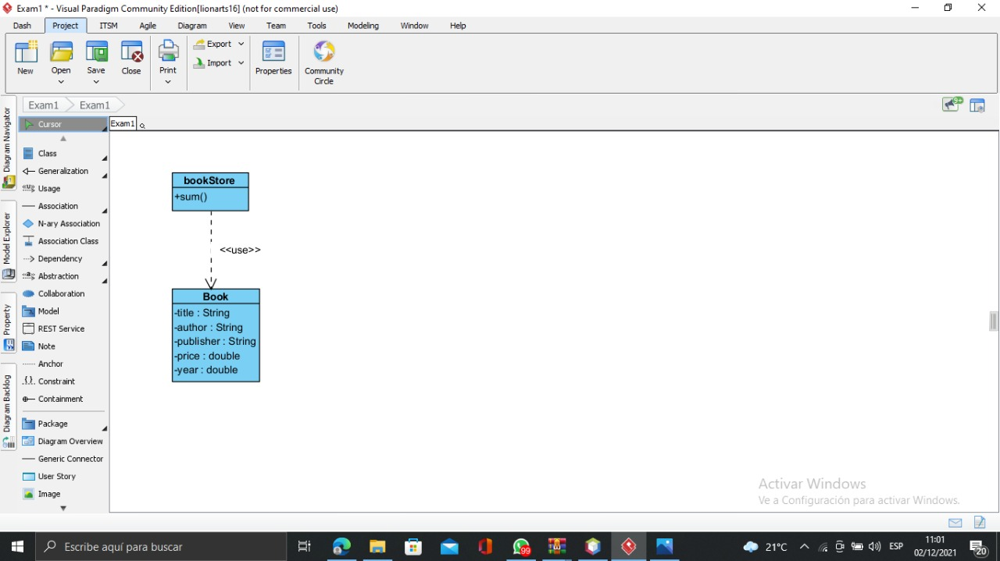 Exam1 * - Visual Paradigm Community Edition[lionarts16] (not for commercial use)
Dash Project ITSM Agile Diagram View Team Tools Modeling Window Help
New Open Save Close Print Export Import Properties Community Circle
Exam1 Exam1
9+
Diagram Navigator
Model Explorer
Property
Diagram Backlog
Cursor
Class
Generalization
Usage
Association
N-ary Association
Association Class
Dependency
Abstraction
Collaboration
Model
REST Service
Note
Anchor
Constraint
Containment
Package
Diagram Overview
Generic Connector
User Story
Image
Exam1
bookStore
+sum()
<<use>>
Book
-title : String
-author : String
-publisher : String
-price : double
-year : double
Activar Windows
Ve a Configuración para activar Windows.
Escribe aquí para buscar
99
21°C
ESP
11:01
02/12/2021
20